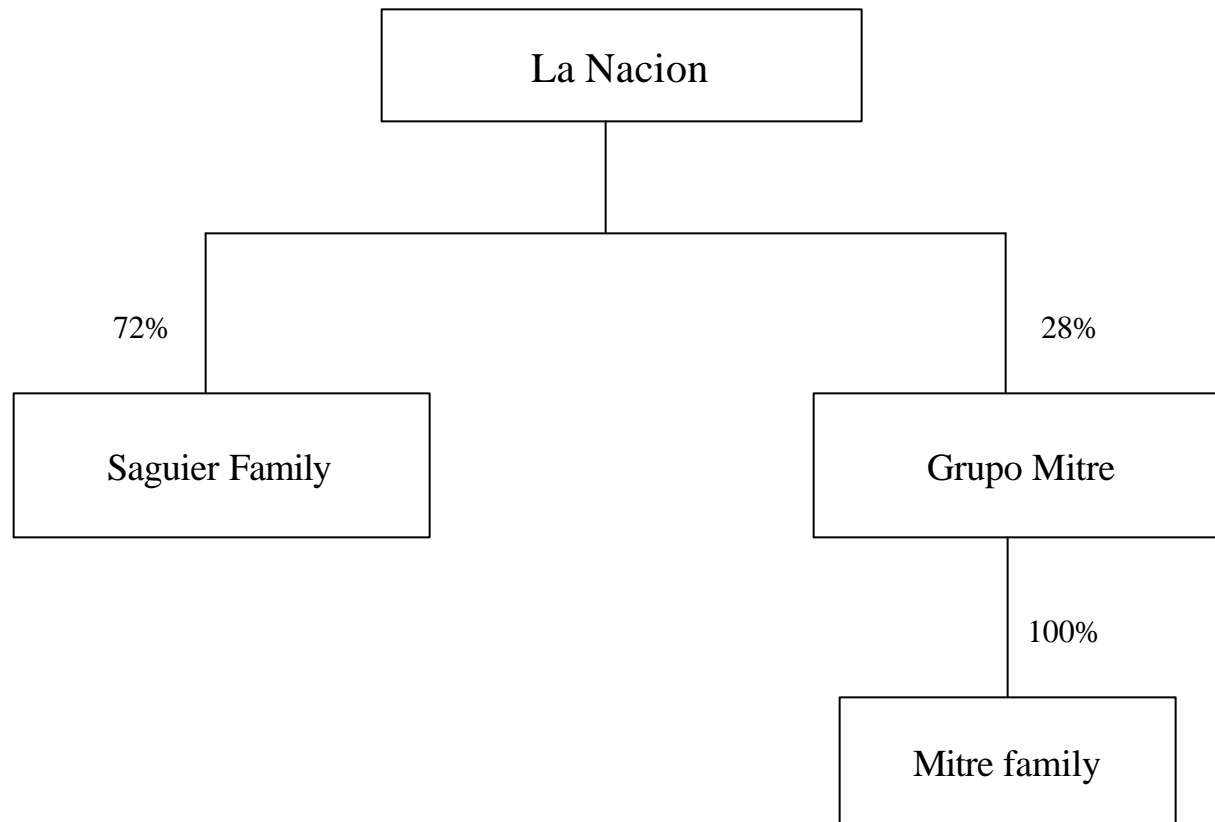 La Nacion
72%
28%
Saguier Family
Grupo Mitre
100%
Mitre family